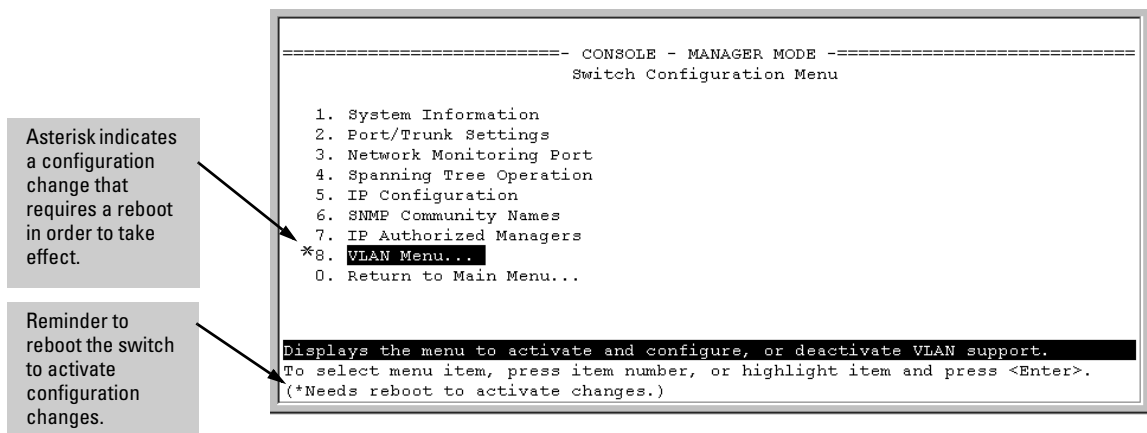 ==========================- CONSOLE - MANAGER MODE -============================
Switch Configuration Menu
1. System Information
2. Port/Trunk Settings
3. Network Monitoring Port
4. Spanning Tree Operation
5. IP Configuration
6. SNMP Community Names
7. IP Authorized Managers
*8. VLAN Menu...
0. Return to Main Menu...
Displays the menu to activate and configure, or deactivate VLAN support.
To select menu item, press item number, or highlight item and press <Enter>.
(*Needs reboot to activate changes.)
Asterisk indicates
a configuration
change that
requires a reboot
in order to take
effect.
Reminder to
reboot the switch
to activate
configuration
changes.